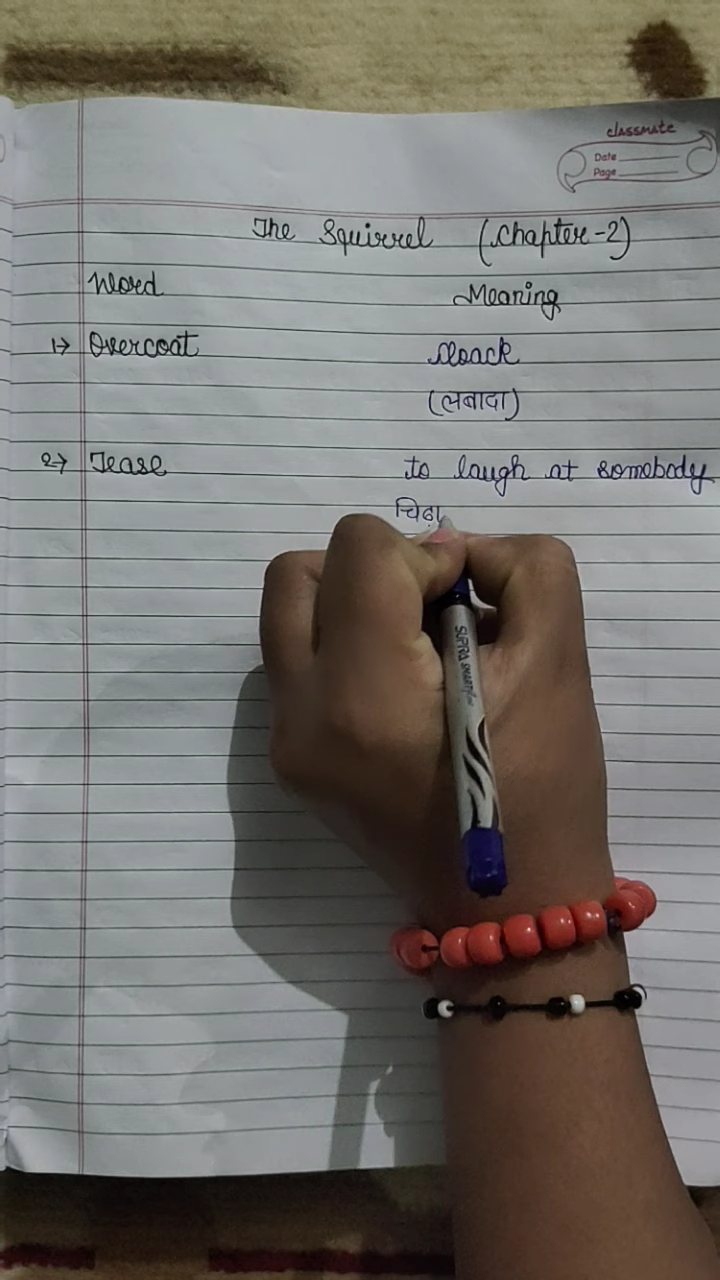 classmate
Date
Page
The Squirrel (Chapter-2)
Word Meaning
1→ Overcoat cloack
(लबादा)
2→ Tease to laugh at somebody
चिढ़ा
SUPRA